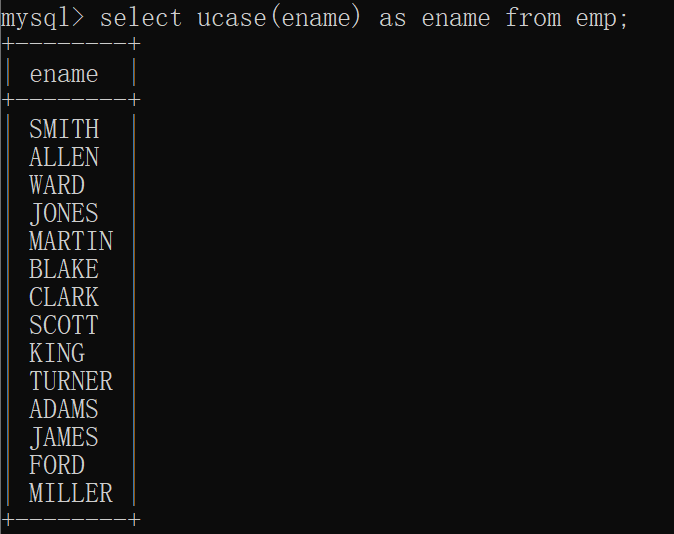 mysql> select ucase(ename) as ename from emp;
+--------+
| ename  |
+--------+
| SMITH  |
| ALLEN  |
| WARD   |
| JONES  |
| MARTIN |
| BLAKE  |
| CLARK  |
| SCOTT  |
| KING   |
| TURNER |
| ADAMS  |
| JAMES  |
| FORD   |
| MILLER |
+--------+